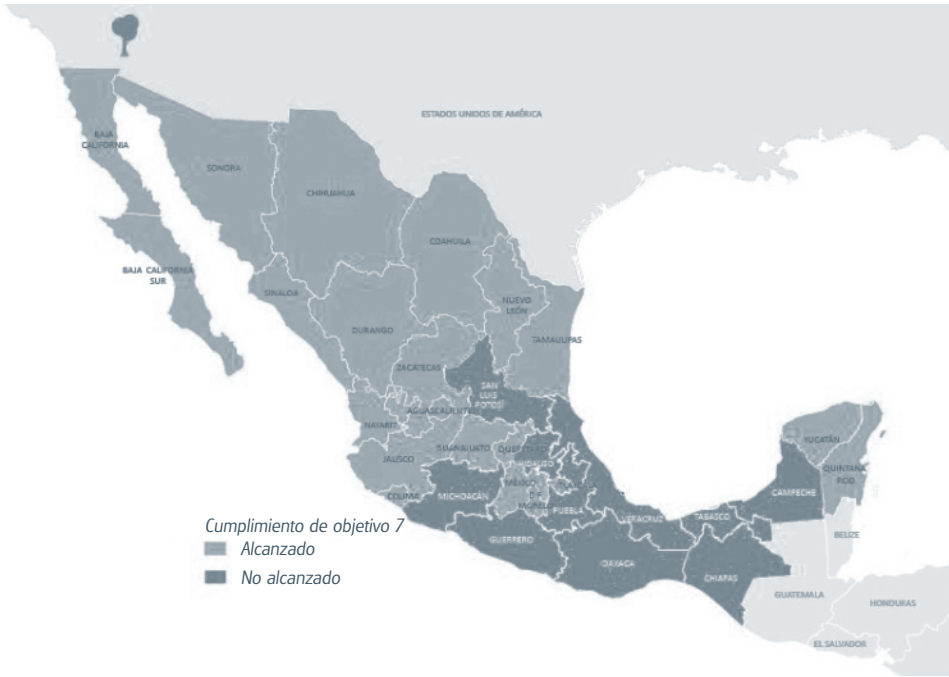 ESTADOS UNIDOS DE AMÉRICA
BAJA
CALIFORNIA
SONORA
CHIHUAHUA
COAHUILA
BAJA CALIFORNIA
SUR
SINALOA
NUEVO
LEÓN
DURANGO
TAMAULIPAS
ZACATECAS
SAN
LUIS
POTOSÍ
AGUASCALIENTES
NAYARIT
GUANAJUATO
QUERÉTARO
HIDALGO
YUCATÁN
QUINTANA
ROO
JALISCO
MÉXICO
D.F.
COLIMA
MICHOACÁN
PUEBLA
VERACRUZ
TABASCO
CAMPECHE
Cumplimiento de objetivo 7
Alcanzado
No alcanzado
GUERRERO
OAXACA
CHIAPAS
BELIZE
GUATEMALA
HONDURAS
EL SALVADOR